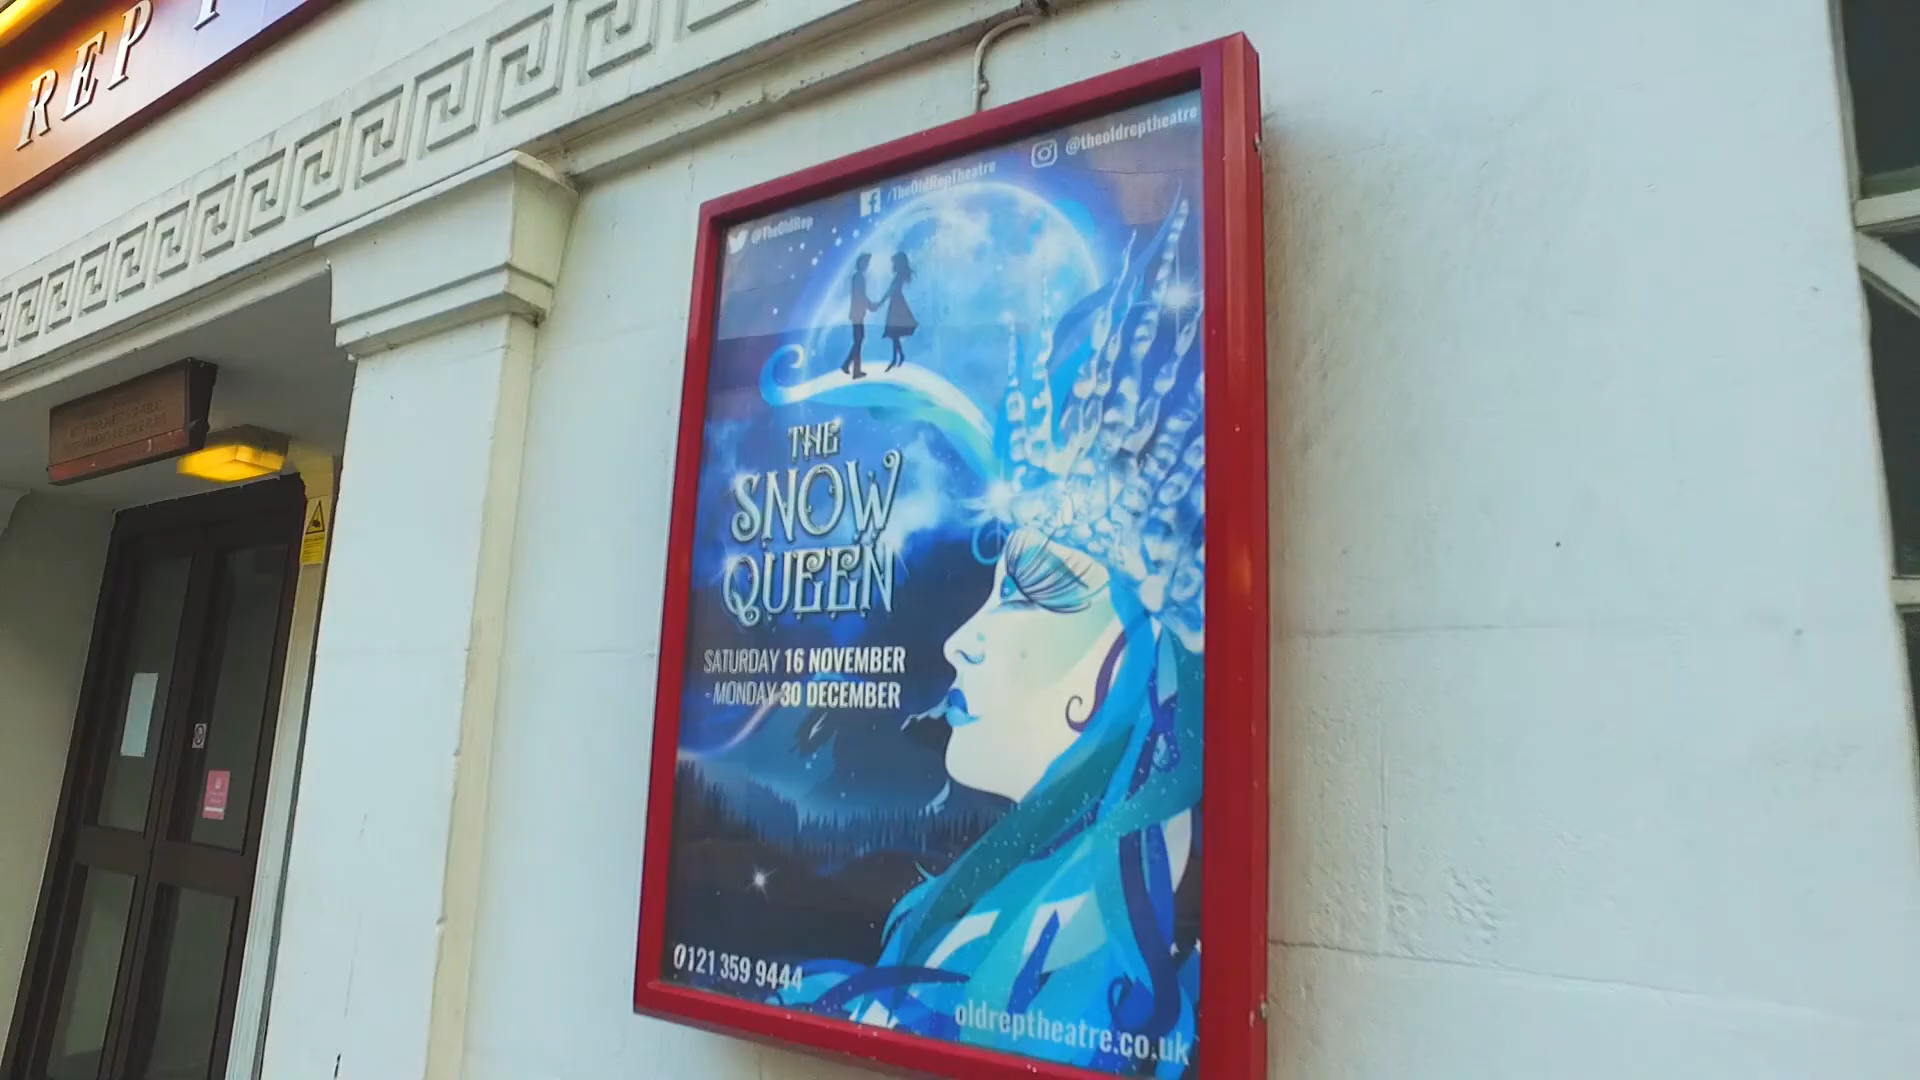 REP
@TheOldRep
/TheOldRepTheatre
@theoldreptheatre
THE
SNOW
QUEEN
SATURDAY 16 NOVEMBER
- MONDAY 30 DECEMBER
0121 359 9444
oldreptheatre.co.uk